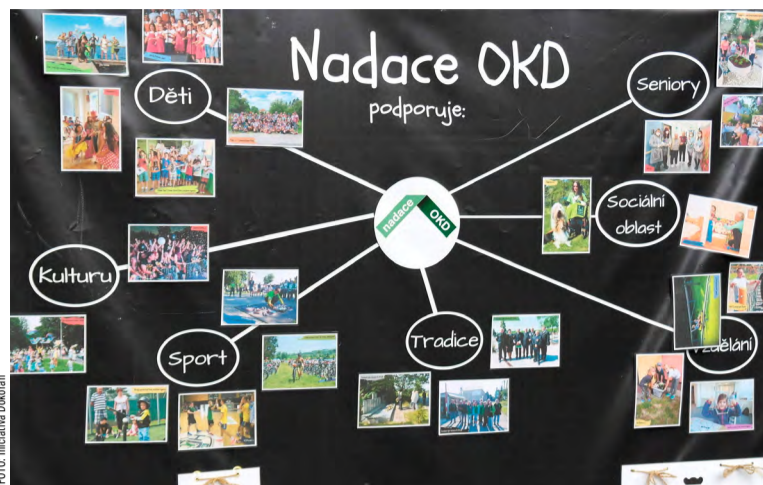 Nadace OKD
podporuje:
Děti
Seniory
nadace
OKD
Sociální
oblast
Kulturu
Sport
Tradice
Vzdělání
FOTO: Iniciativa Dokořán